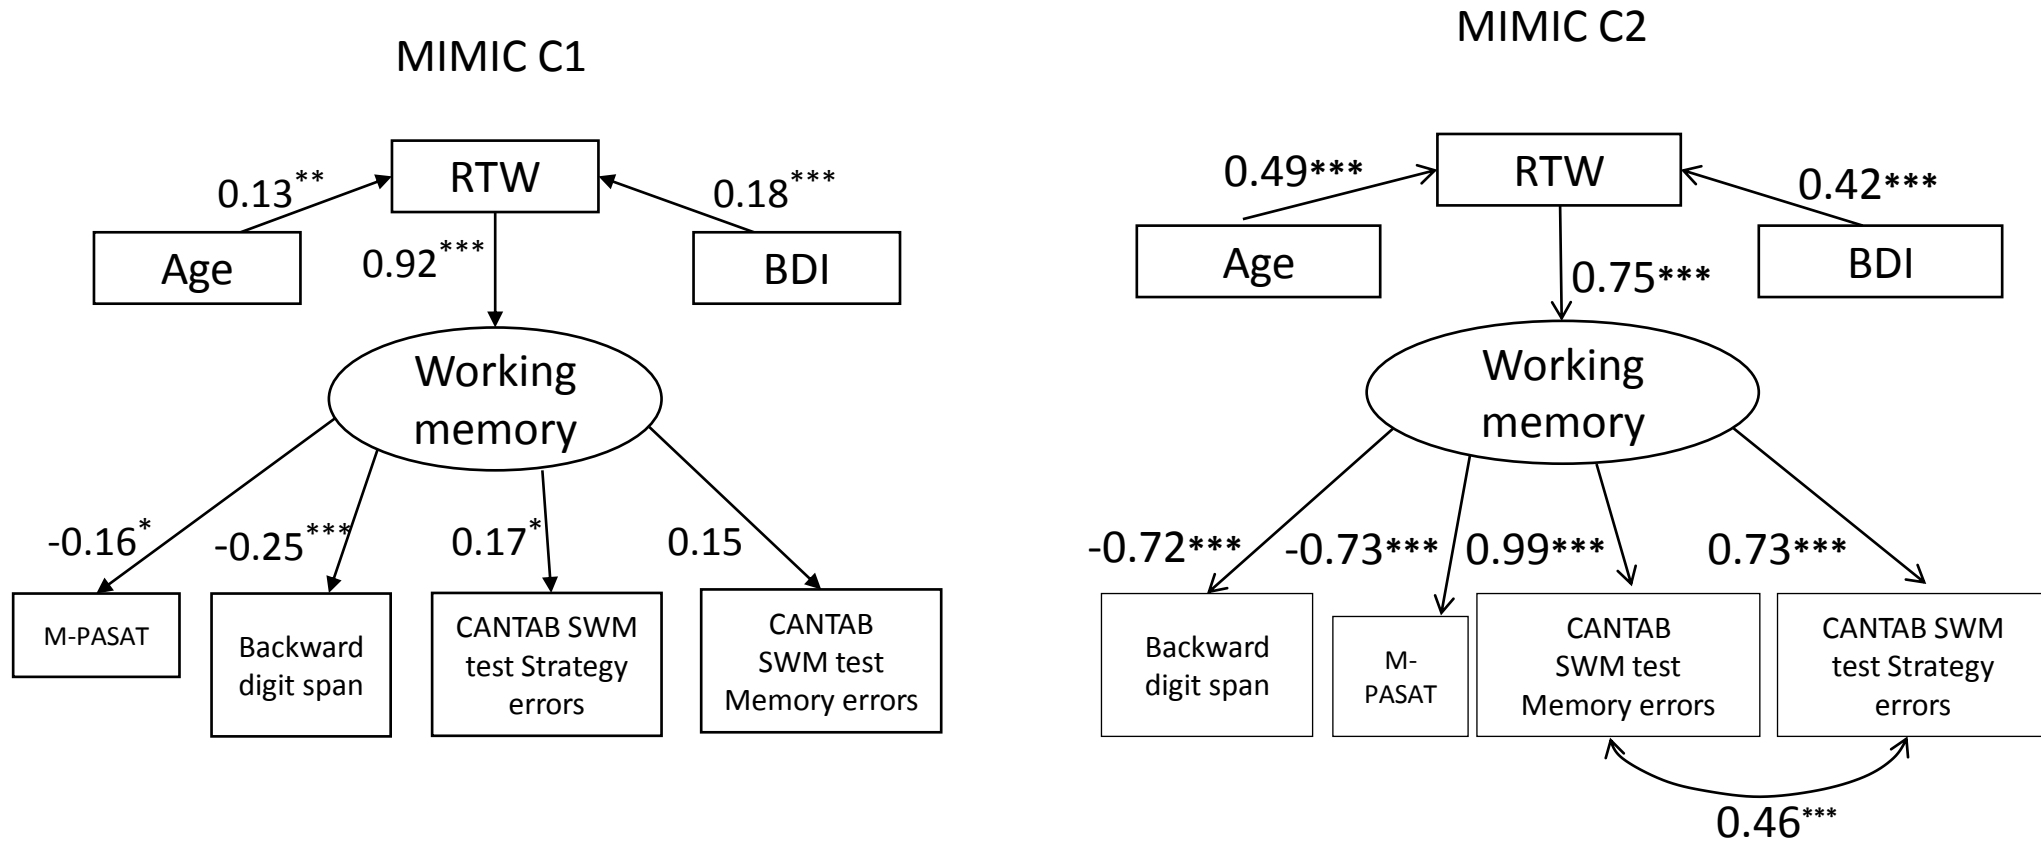 MIMIC C1
RTW
0.13**
0.18***
Age
0.92***
BDI
Working
memory
-0.16*
-0.25***
0.17*
0.15
M-PASAT
Backward
digit span
CANTAB SWM
test Strategy
errors
CANTAB
SWM test
Memory errors
MIMIC C2
RTW
0.49***
0.42***
Age
0.75***
BDI
Working
memory
-0.72***
-0.73***
0.99***
0.73***
Backward
digit span
M-
PASAT
CANTAB
SWM test
Memory errors
CANTAB SWM
test Strategy
errors
0.46***